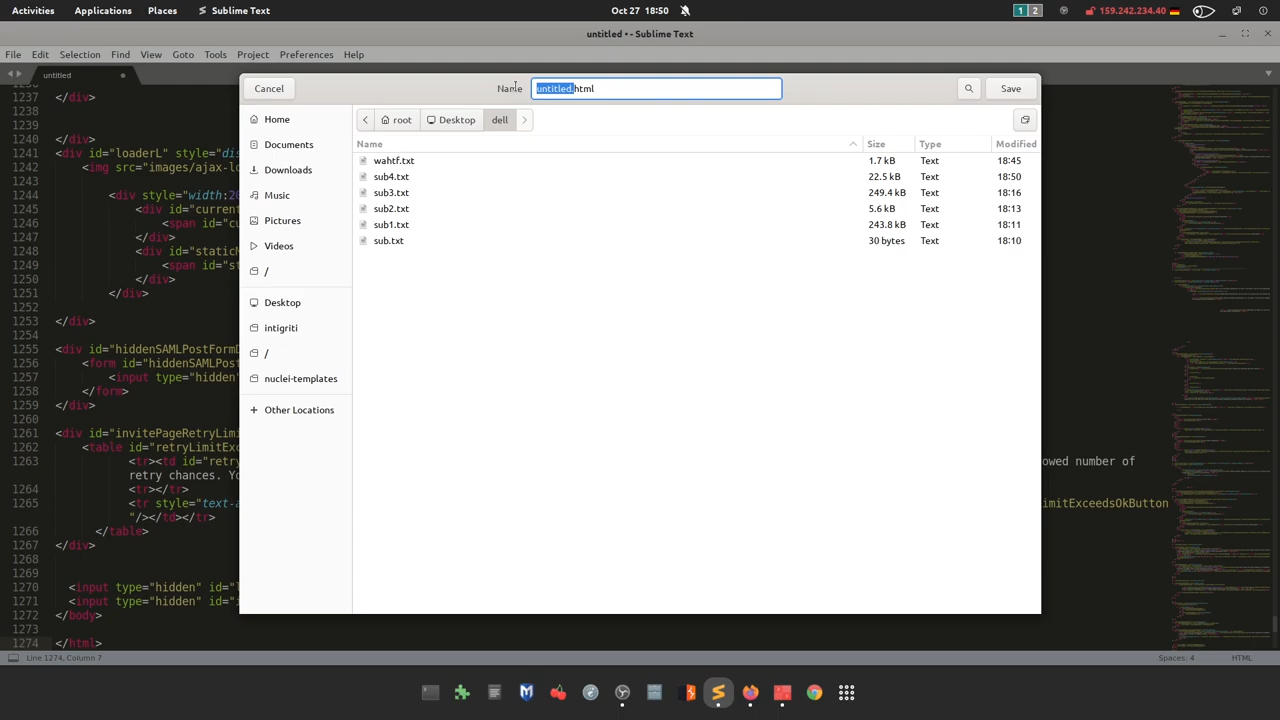 Activities Applications Places Sublime Text Oct 27 18:50 1 2 159.242.234.40
untitled • - Sublime Text
File Edit Selection Find View Goto Tools Project Preferences Help
untitled
Cancel Name untitled.html Save
root Desktop dell
Name Size Type Modified
wahtf.txt 1.7 kB Text 18:45
sub4.txt 22.5 kB Text 18:50
sub3.txt 249.4 kB Text 18:16
sub2.txt 5.6 kB Text 18:13
sub1.txt 243.8 kB Text 18:11
sub.txt 30 bytes Text 18:10
Home
Documents
Downloads
Music
Pictures
Videos
/
Desktop
intigriti
/
nuclei-templates
+ Other Locations
1237 </div>
1238
1239
1240 </div>
1241 <div id="loaderL" style="dis
1242 <img src="images/ajax-lo
1243
1244 <div style="width:20
1245 <div id="current
1246 <span id="cu
1247 </div>
1248 <div id="staticM
1249 <span id="st
1250 </div>
1251 </div>
1252
1253 </div>
1254
1255 <div id="hiddenSAMLPostFormD
1256 <form id="hiddenSAMLPost
1257 <input type="hidden"
1258 </form>
1259 </div>
1260
1261 <div id="invitePageRetryLimi
1262 <table id="retryLimitExc
1263 <tr><td id="retry owed number of
retry chances. Yo
1264 <tr></tr>
1265 <tr style="text-a imitExceedsOkButton
"/></td></tr>
1266 </table>
1267 </div>
1268
1269
1270 <input type="hidden" id="l
1271 <input type="hidden" id="
1272 </body>
1273
1274 </html>
Line 1274, Column 7 Spaces: 4 HTML